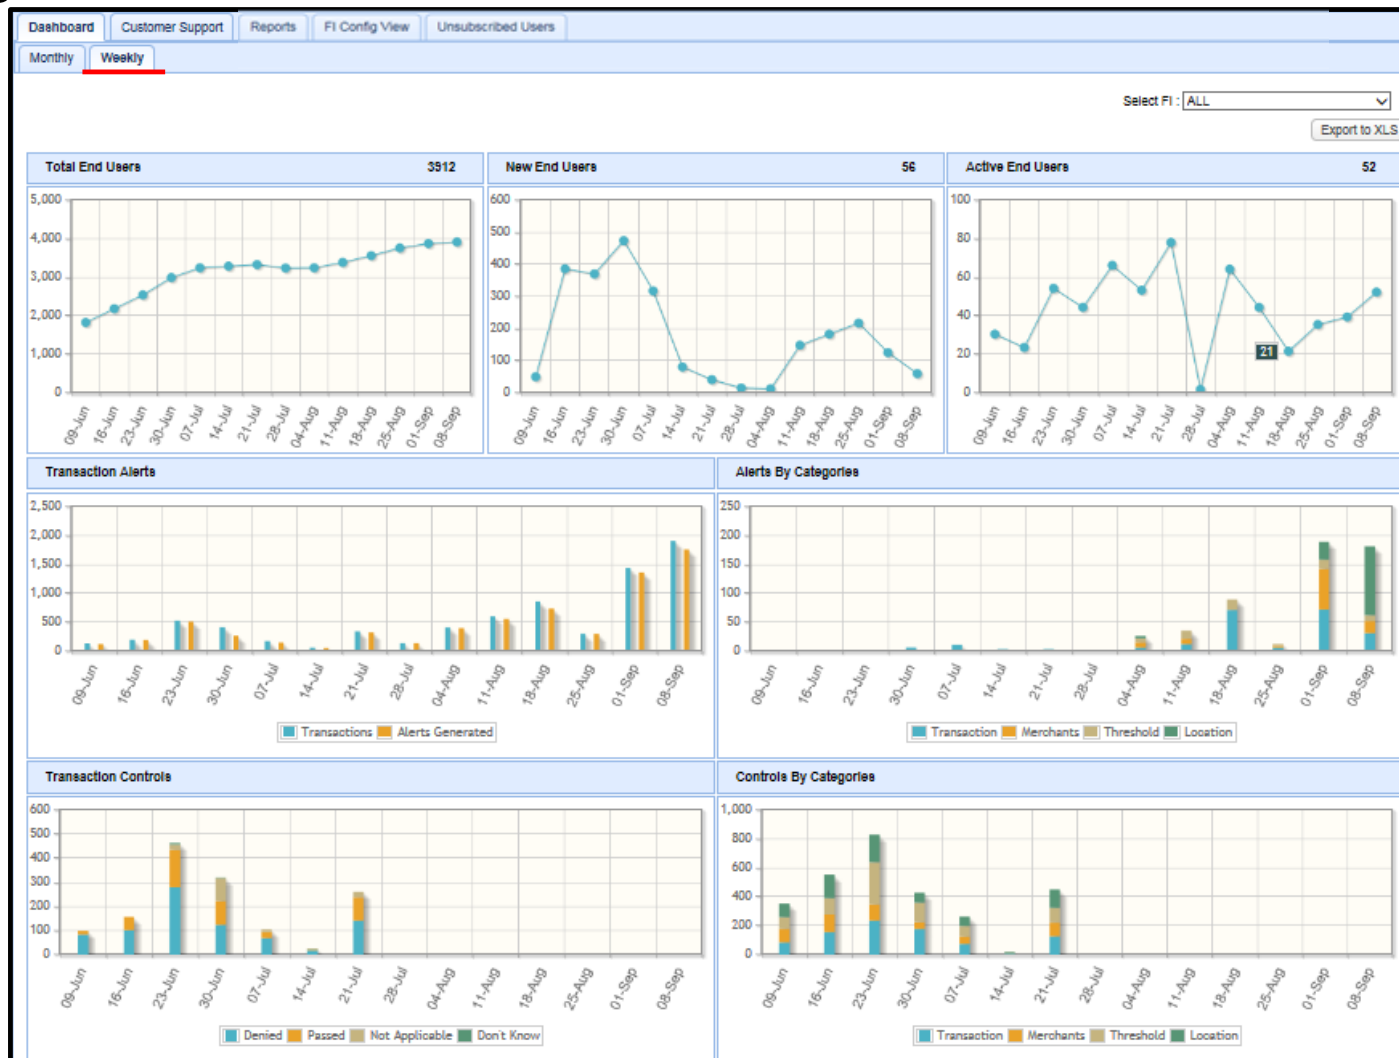 Dashboard Customer Support Reports FI Config View Unsubscribed Users
Monthly Weekly
Select FI : ALL
Export to XLS
Total End Users 3912 New End Users 56 Active End Users 52
5,000
4,000
3,000
2,000
1,000
0
09-Jun 16-Jun 23-Jun 30-Jun 07-Jul 14-Jul 21-Jul 28-Jul 04-Aug 11-Aug 18-Aug 25-Aug 01-Sep 08-Sep
600
500
400
300
200
100
0
09-Jun 16-Jun 23-Jun 30-Jun 07-Jul 14-Jul 21-Jul 28-Jul 04-Aug 11-Aug 18-Aug 25-Aug 01-Sep 08-Sep
100
80
60
40
20
0
21
09-Jun 16-Jun 23-Jun 30-Jun 07-Jul 14-Jul 21-Jul 28-Jul 04-Aug 11-Aug 18-Aug 25-Aug 01-Sep 08-Sep
Transaction Alerts Alerts By Categories
2,500
2,000
1,500
1,000
500
0
09-Jun 16-Jun 23-Jun 30-Jun 07-Jul 14-Jul 21-Jul 28-Jul 04-Aug 11-Aug 18-Aug 25-Aug 01-Sep 08-Sep
Transactions Alerts Generated
250
200
150
100
50
0
09-Jun 16-Jun 23-Jun 30-Jun 07-Jul 14-Jul 21-Jul 28-Jul 04-Aug 11-Aug 18-Aug 25-Aug 01-Sep 08-Sep
Transaction Merchants Threshold Location
Transaction Controls Controls By Categories
600
500
400
300
200
100
0
09-Jun 16-Jun 23-Jun 30-Jun 07-Jul 14-Jul 21-Jul 28-Jul 04-Aug 11-Aug 18-Aug 25-Aug 01-Sep 08-Sep
Denied Passed Not Applicable Don't Know
1,000
800
600
400
200
0
09-Jun 16-Jun 23-Jun 30-Jun 07-Jul 14-Jul 21-Jul 28-Jul 04-Aug 11-Aug 18-Aug 25-Aug 01-Sep 08-Sep
Transaction Merchants Threshold Location